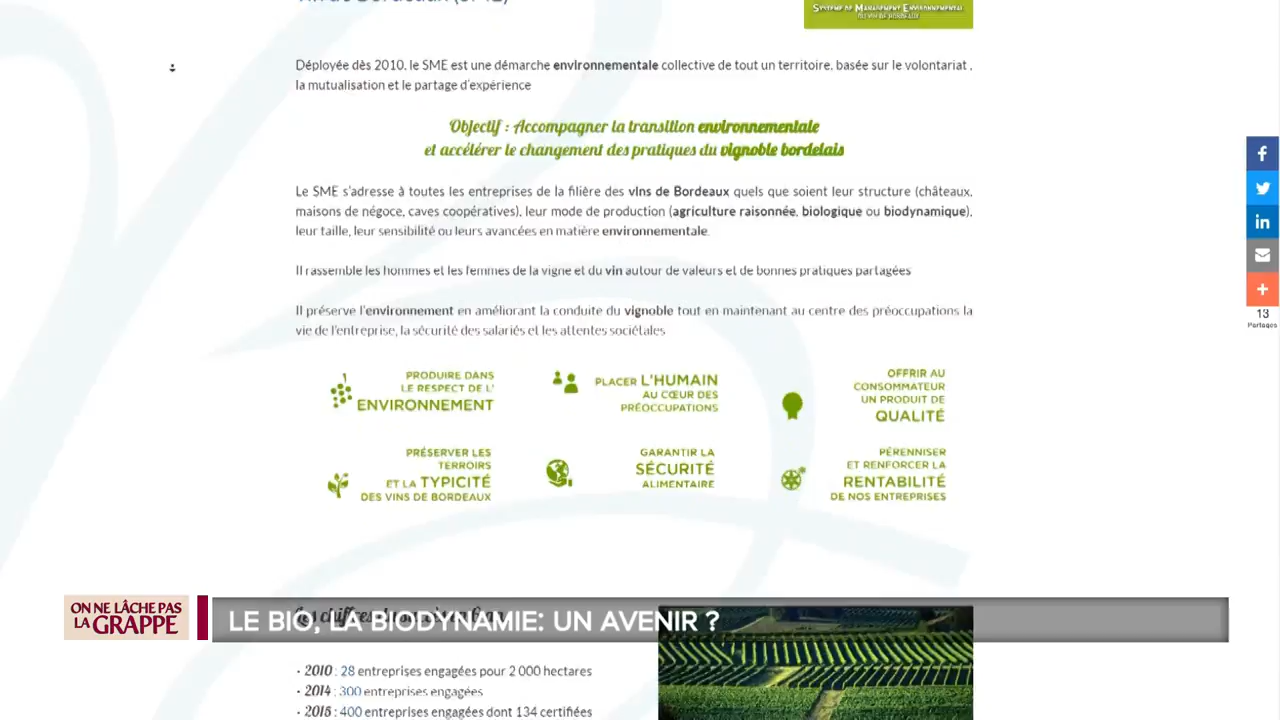 SYSTÈME DE MANAGEMENT ENVIRONNEMENTAL
DU VIN DE BORDEAUX
Déployée dès 2010, le SME est une démarche environnementale collective de tout un territoire, basée sur le volontariat ,
la mutualisation et le partage d'expérience
Objectif : Accompagner la transition environnementale
et accélérer le changement des pratiques du vignoble bordelais
Le SME s'adresse à toutes les entreprises de la filière des vins de Bordeaux quels que soient leur structure (châteaux,
maisons de négoce, caves coopératives), leur mode de production (agriculture raisonnée, biologique ou biodynamique),
leur taille, leur sensibilité ou leurs avancées en matière environnementale.
Il rassemble les hommes et les femmes de la vigne et du vin autour de valeurs et de bonnes pratiques partagées
Il préserve l'environnement en améliorant la conduite du vignoble tout en maintenant au centre des préoccupations la
vie de l'entreprise, la sécurité des salariés et les attentes sociétales
PRODUIRE DANS
LE RESPECT DE L'
ENVIRONNEMENT
PLACER L'HUMAIN
AU CŒUR DES
PRÉOCCUPATIONS
OFFRIR AU
CONSOMMATEUR
UN PRODUIT DE
QUALITÉ
PRÉSERVER LES
TERROIRS
ET LA TYPICITÉ
DES VINS DE BORDEAUX
GARANTIR LA
SÉCURITÉ
ALIMENTAIRE
PÉRENNISER
ET RENFORCER LA
RENTABILITÉ
DE NOS ENTREPRISES
13
Partages
ON NE LÂCHE PAS
LA GRAPPE
LE BIO, LA BIODYNAMIE: UN AVENIR ?
• 2010 : 28 entreprises engagées pour 2 000 hectares
• 2014 : 300 entreprises engagées
• 2015 : 400 entreprises engagées dont 134 certifiées